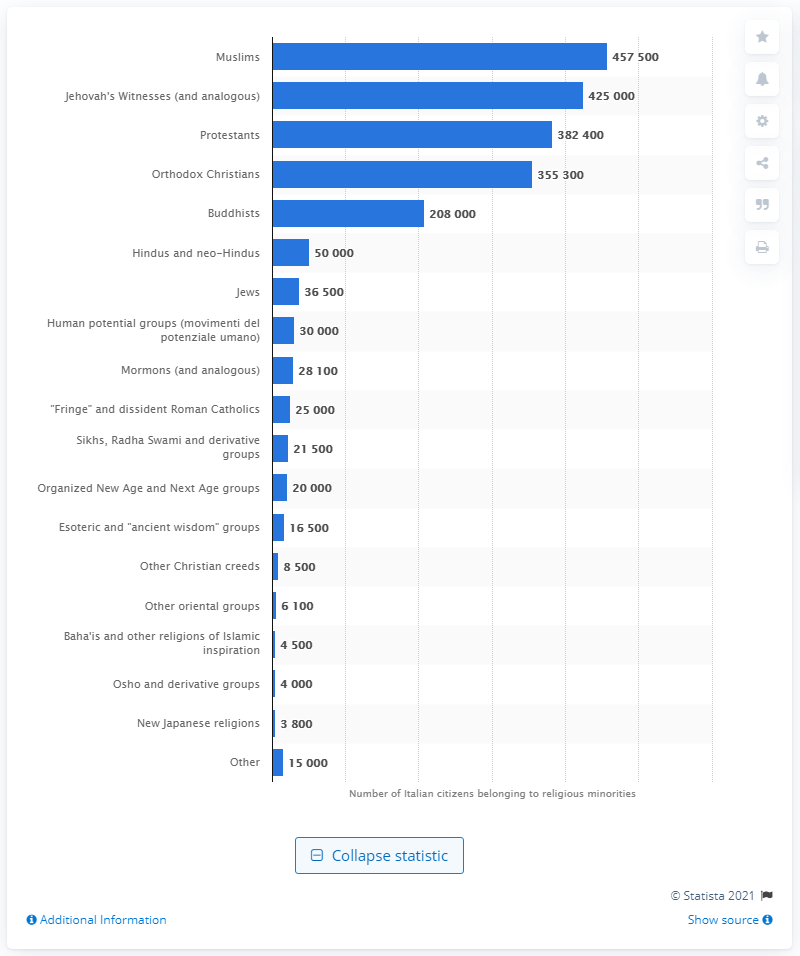 Muslims 457 500
Jehovah's Witnesses (and analogous) 425 000
Protestants 382 400
Orthodox Christians 355 300
Buddhists 208 000
Hindus and neo-Hindus 50 000
Jews 36 500
Human potential groups (movimenti del
potenziale umano) 30 000
Mormons (and analogous) 28 100
"Fringe" and dissident Roman Catholics 25 000
Sikhs, Radha Swami and derivative
groups 21 500
Organized New Age and Next Age groups 20 000
Esoteric and "ancient wisdom" groups 16 500
Other Christian creeds 8 500
Other oriental groups 6 100
Baha'is and other religions of Islamic
inspiration 4 500
Osho and derivative groups 4 000
New Japanese religions 3 800
Other 15 000
Number of Italian citizens belonging to religious minorities
Collapse statistic
© Statista 2021
Additional Information
Show source